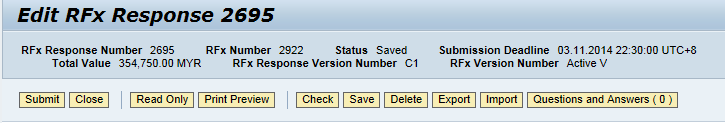 Edit RFx Response 2695
RFx Response Number 2695 RFx Number 2922 Status Saved Submission Deadline 03.11.2014 22:30:00 UTC+8
Total Value 354,750.00 MYR RFx Response Version Number C1 RFx Version Number Active V
Submit Close Read Only Print Preview Check Save Delete Export Import Questions and Answers ( 0 )